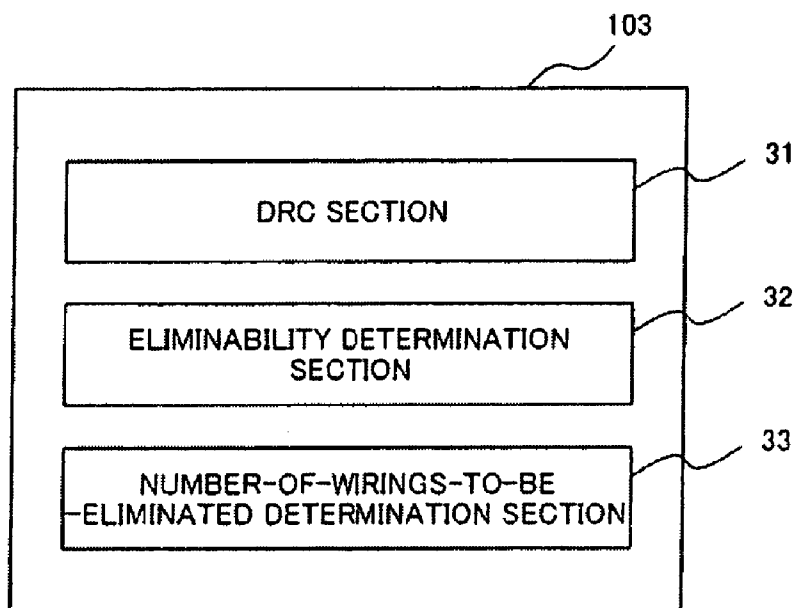 103
DRC SECTION
31
ELIMINABILITY DETERMINATION
SECTION
32
NUMBER-OF-WIRINGS-TO-BE
-ELIMINATED DETERMINATION SECTION
33